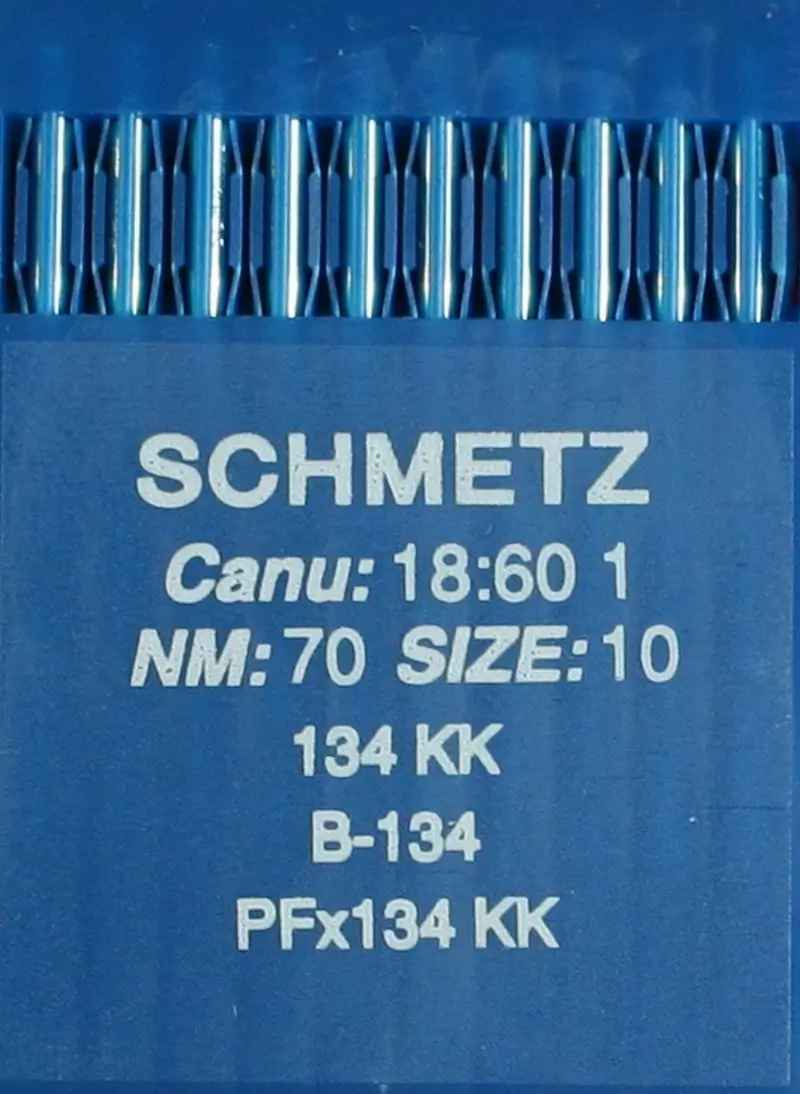 SCHMETZ
Canu: 18:60 1
NM: 70 SIZE: 10
134 KK
B-134
PFx134 KK